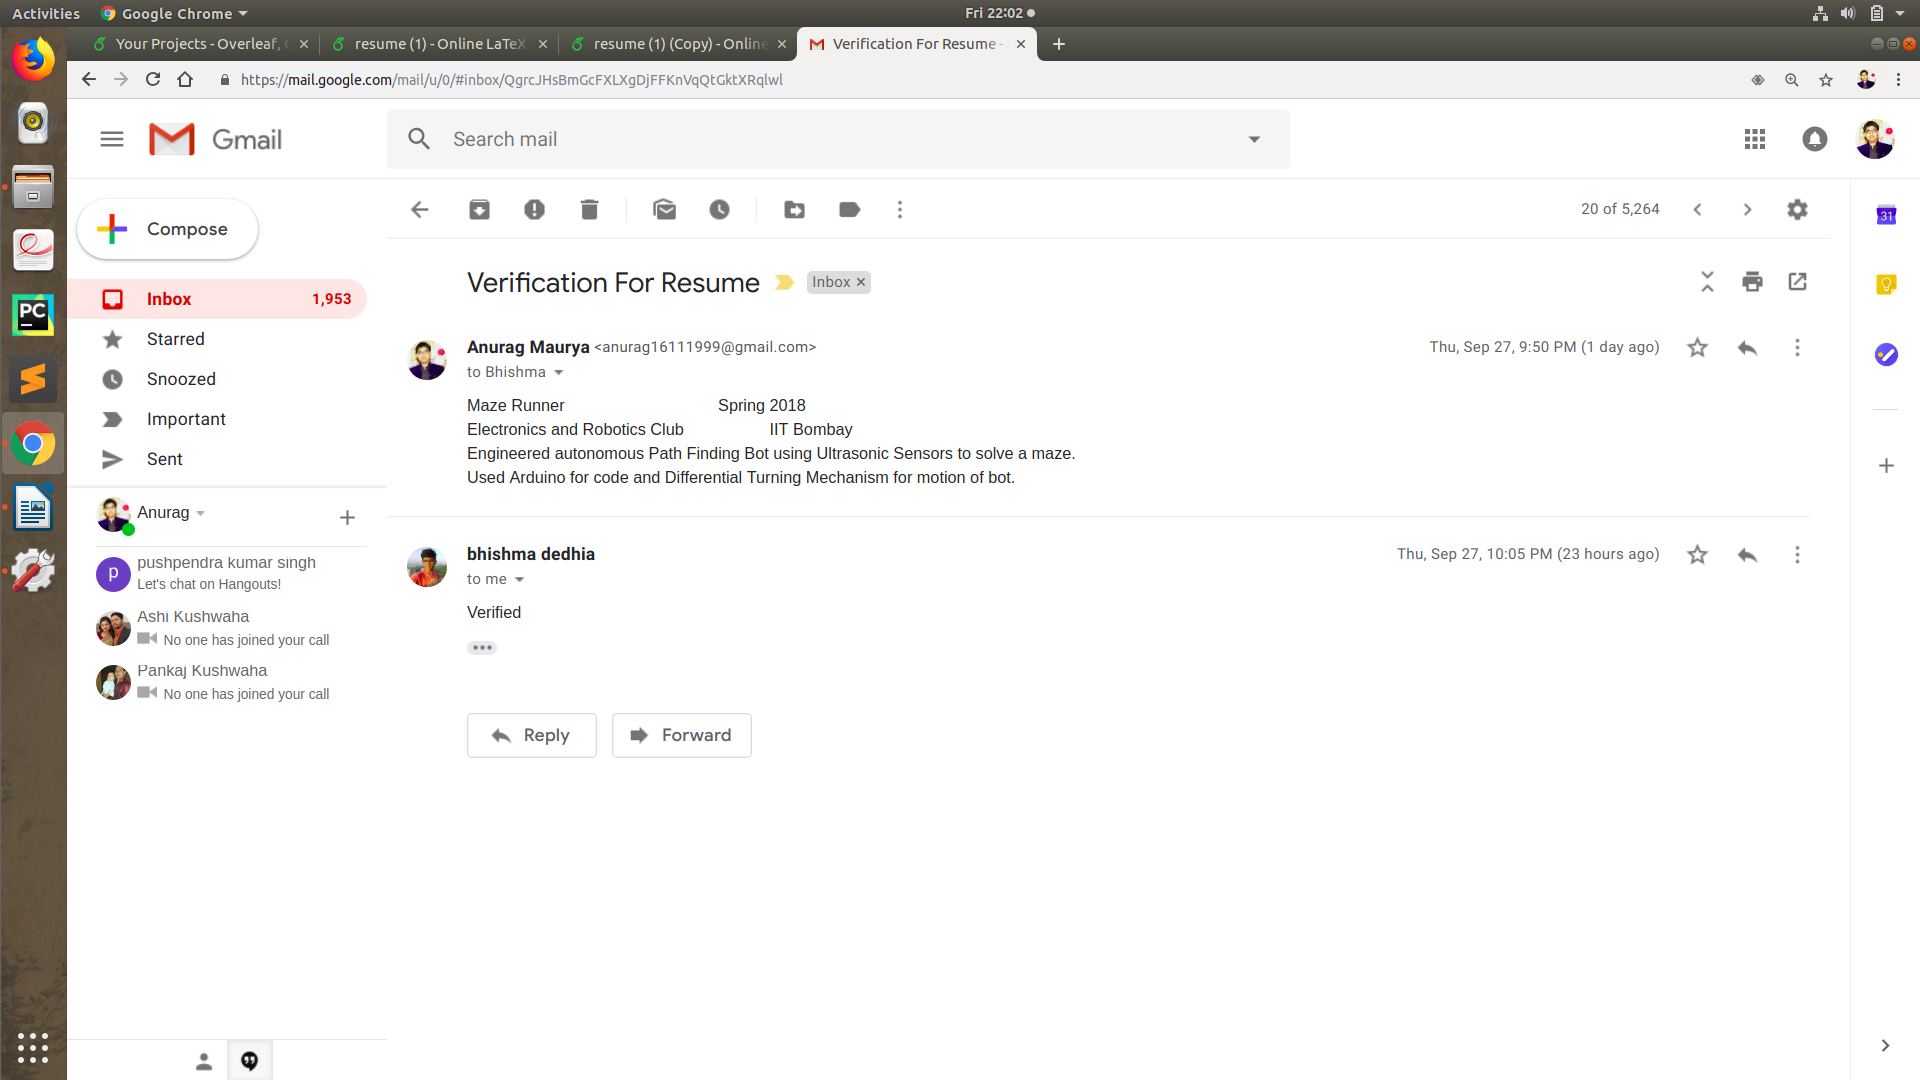 Activities Google Chrome Fri 22:02
Your Projects - Overleaf, resume (1) - Online LaTeX resume (1) (Copy) - Online Verification For Resume -
https://mail.google.com/mail/u/0/#inbox/QgrcJHsBmGcFXLXgDjFFKnVqQtGktXRqlwl
Gmail Search mail
Compose
20 of 5,264
31
Verification For Resume Inbox
Inbox 1,953
Starred
Snoozed
Important
Sent
Anurag Maurya <anurag16111999@gmail.com> Thu, Sep 27, 9:50 PM (1 day ago)
to Bhishma
Maze Runner Spring 2018
Electronics and Robotics Club IIT Bombay
Engineered autonomous Path Finding Bot using Ultrasonic Sensors to solve a maze.
Used Arduino for code and Differential Turning Mechanism for motion of bot.
PC
Anurag
p
pushpendra kumar singh
Let's chat on Hangouts!
Ashi Kushwaha
No one has joined your call
Pankaj Kushwaha
No one has joined your call
bhishma dedhia Thu, Sep 27, 10:05 PM (23 hours ago)
to me
Verified
Reply Forward